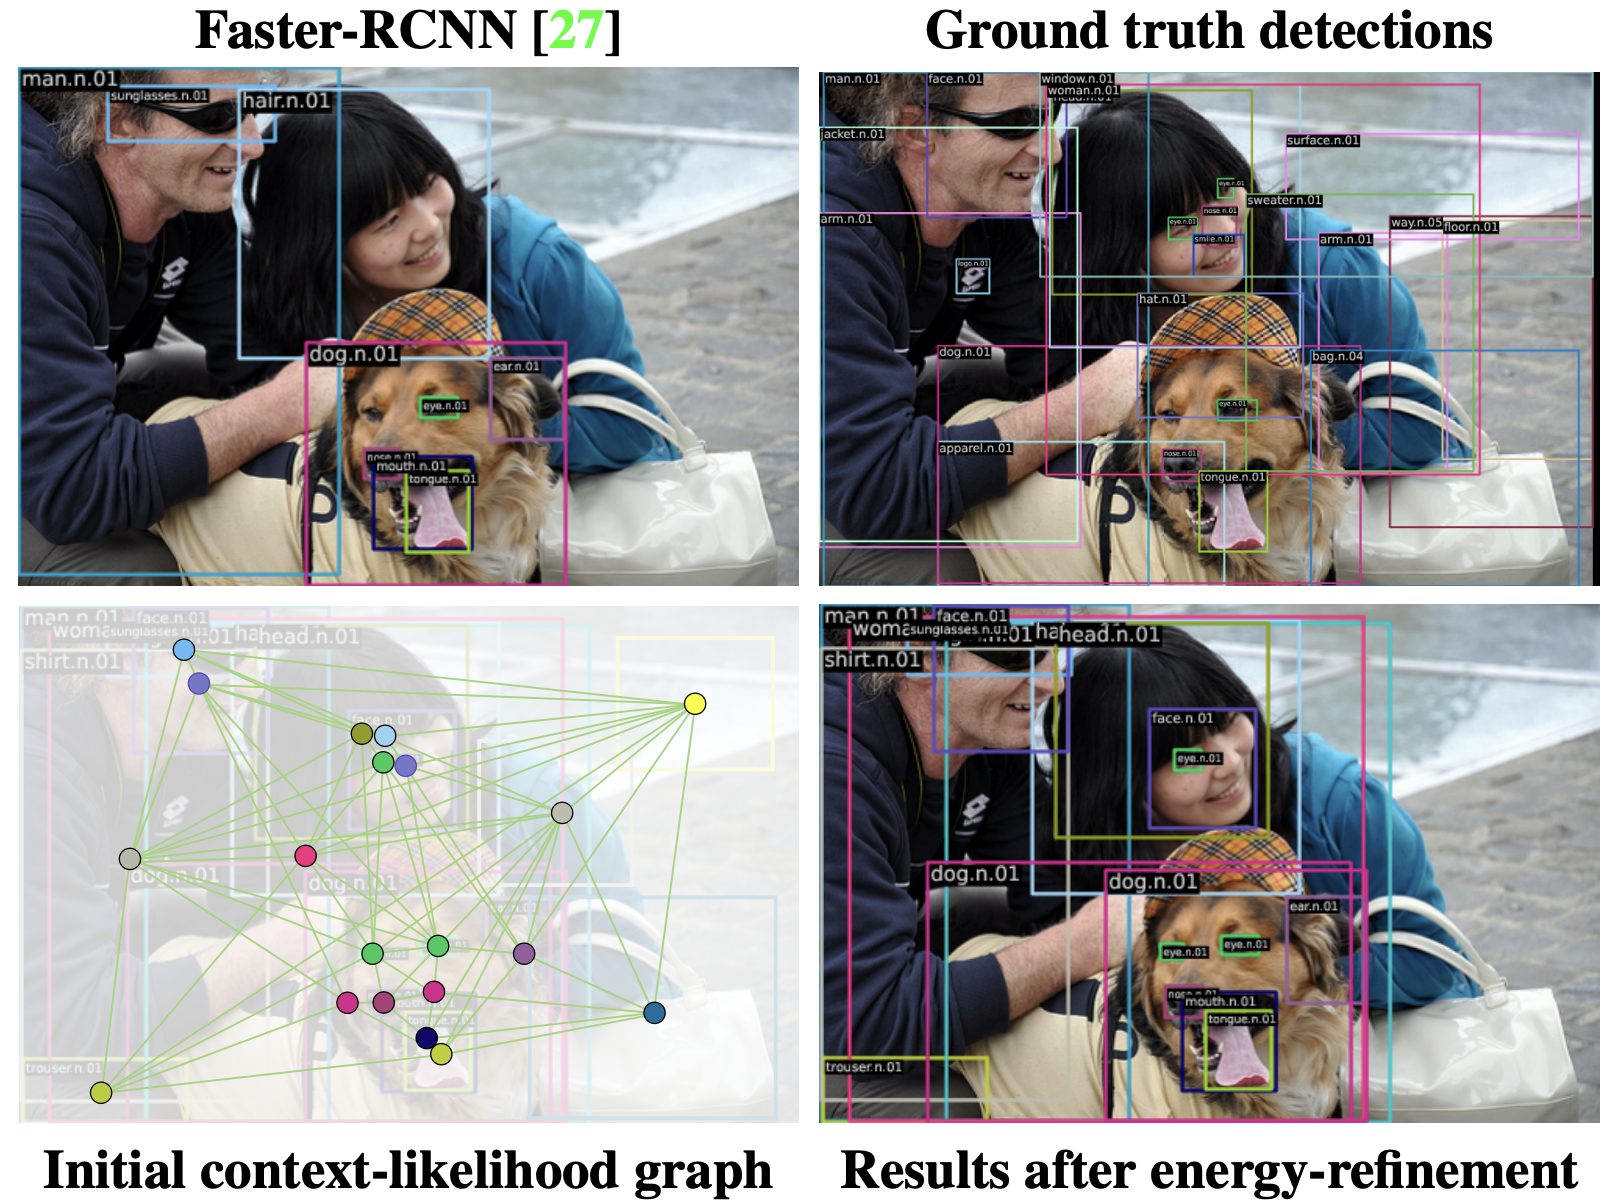 Faster-RCNN [27]
Ground truth detections
man.n.01
sunglasses.n.01
hair.n.01
dog.n.01
ear.n.01
eye.n.01
nose.n.01
mouth.n.01
tongue.n.01
man.n.01
face.n.01
window.n.01
woman.n.01
head.n.01
jacket.n.01
surface.n.01
eye.n.01
sweater.n.01
nose.n.01
arm.n.01
eye.n.01
way.n.05
floor.n.01
smile.n.01
arm.n.01
logo.n.01
hat.n.01
dog.n.01
bag.n.04
eye.n.01
apparel.n.01
nose.n.01
tongue.n.01
man.n.01
face.n.01
woma
sunglasses.n.01
.01
ha
head.n.01
shirt.n.01
face.n.01
dog.n.01
dog.n.01
ear.n.01
tongue.n.01
trouser.n.01
man.n.01
face.n.01
woma
sunglasses.n.01
.01
ha
head.n.01
shirt.n.01
face.n.01
eye.n.01
dog.n.01
dog.n.01
ear.n.01
eye.n.01
eye.n.01
nose.n.01
mouth.n.01
tongue.n.01
trouser.n.01
Initial context-likelihood graph
Results after energy-refinement